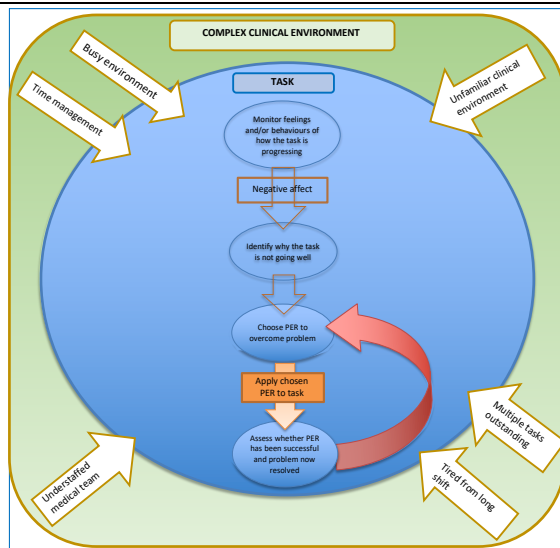 COMPLEX CLINICAL ENVIRONMENT
Busy environment
Time management
Unfamiliar clinical
environment
TASK
Monitor feelings
and/or behaviours of
how the task is
progressing
Negative affect
Identify why the task
is not going well
Choose PER to
overcome problem
Apply chosen
PER to task
Assess whether PER
has been successful
and problem now
resolved
Understaffed
medical team
Multiple tasks
outstanding
Tired from long
shift